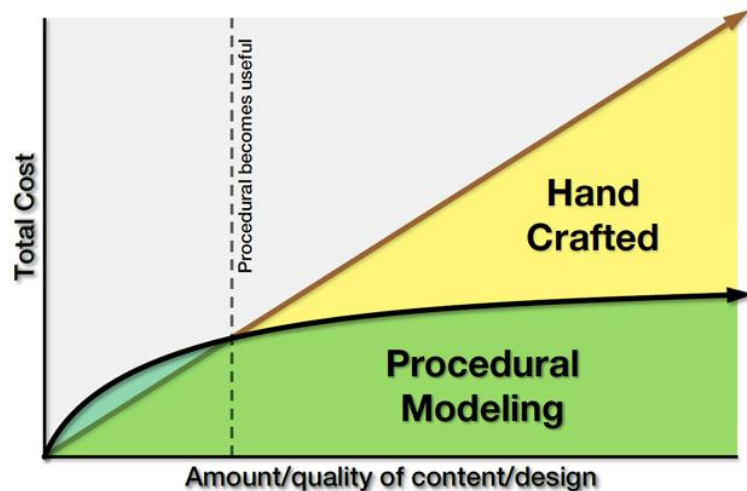 Total Cost
Procedural becomes useful
Hand
Crafted
Procedural
Modeling
Amount/quality of content/design